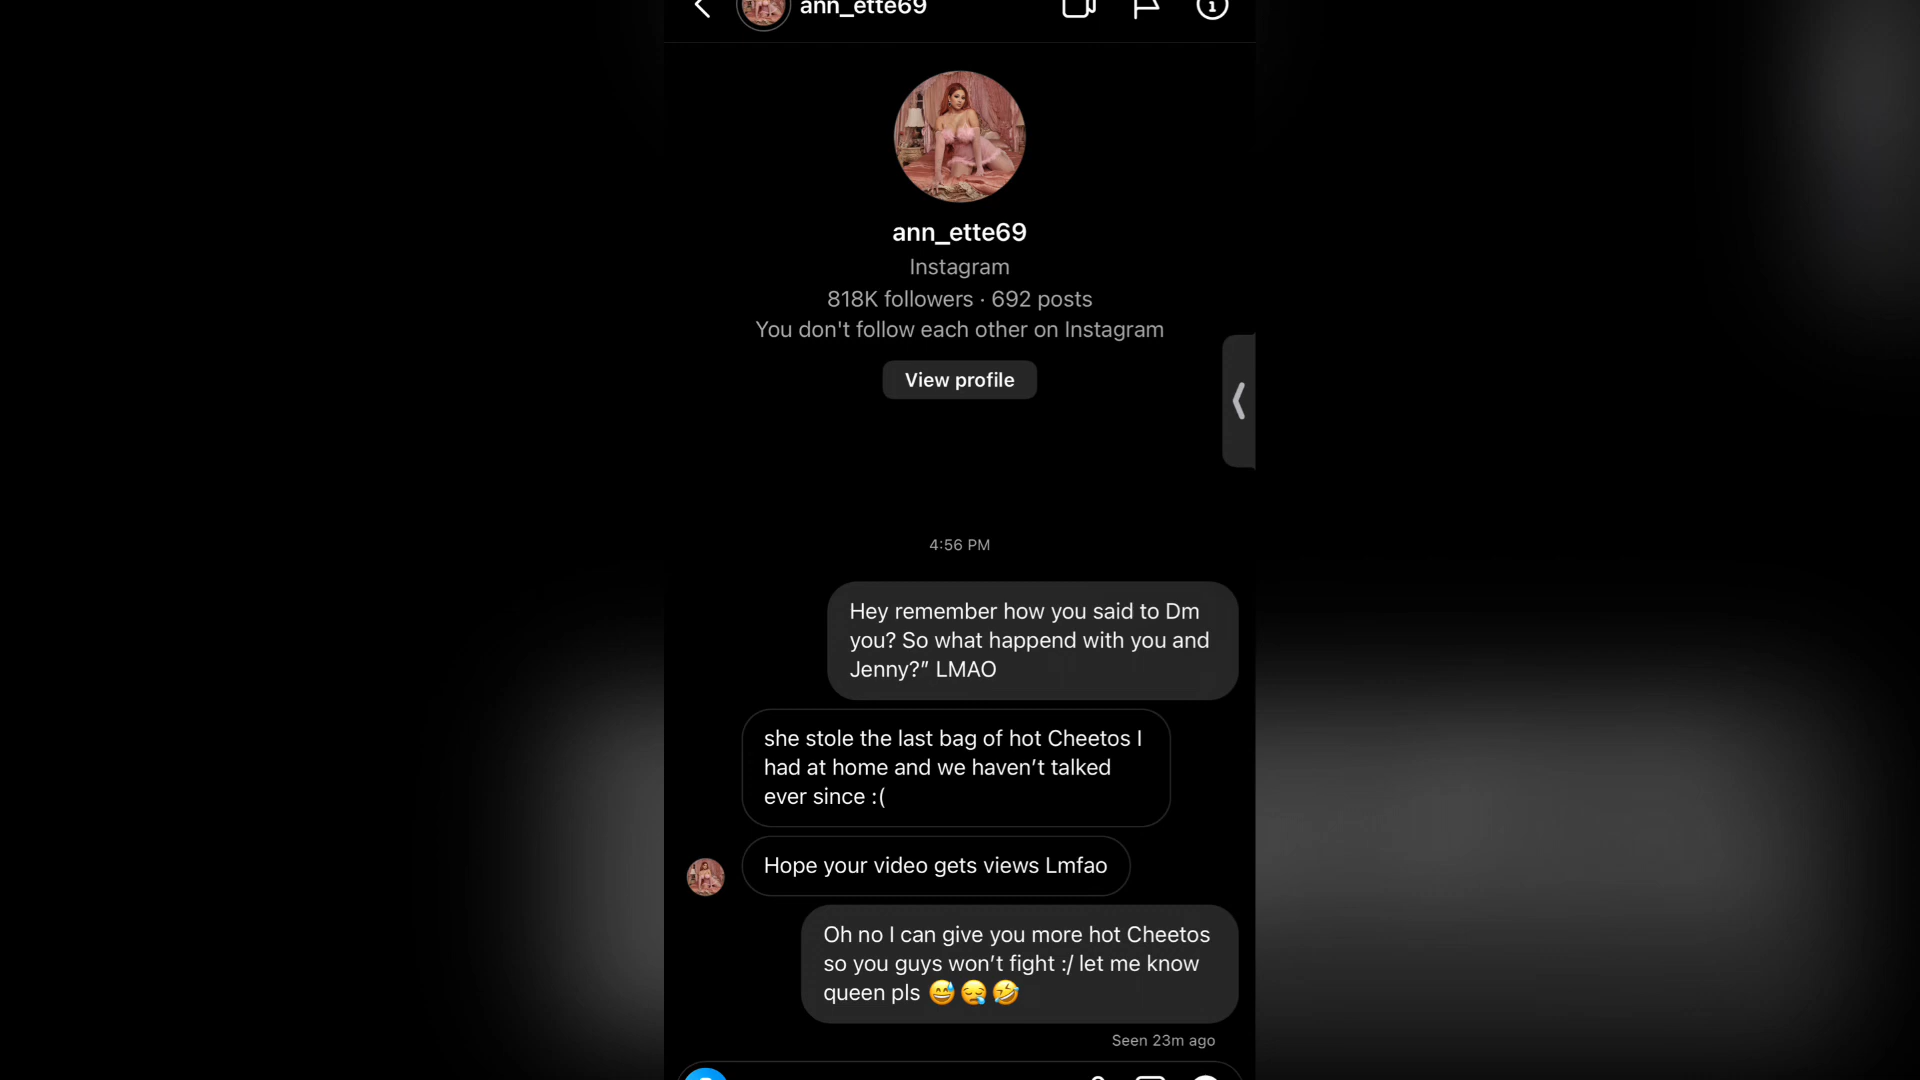 ann_ette69
ann_ette69
Instagram
818K followers · 692 posts
You don't follow each other on Instagram
View profile
4:56 PM
Hey remember how you said to Dm
you? So what happend with you and
Jenny?” LMAO
she stole the last bag of hot Cheetos I
had at home and we haven’t talked
ever since :(
Hope your video gets views Lmfao
Oh no I can give you more hot Cheetos
so you guys won’t fight :/ let me know
queen pls 😅😪🤣
Seen 23m ago